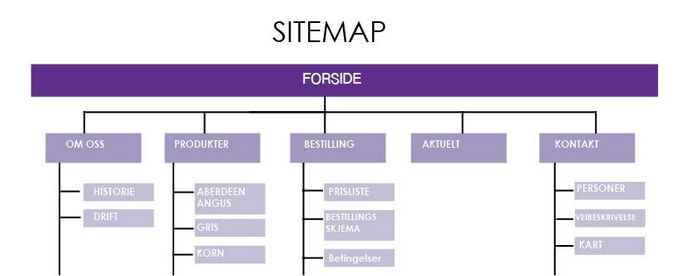 SITEMAP
FORSIDE
OM OSS
PRODUKTER
BESTILLING
AKTUELT
KONTAKT
HISTORIE
DRIFT
ABERDEEN
ANGUS
GRIS
KORN
PRISLISTE
BESTILLINGS
SKJEMA
Betingelser
PERSONER
VEIBESKRIVELSE
KART